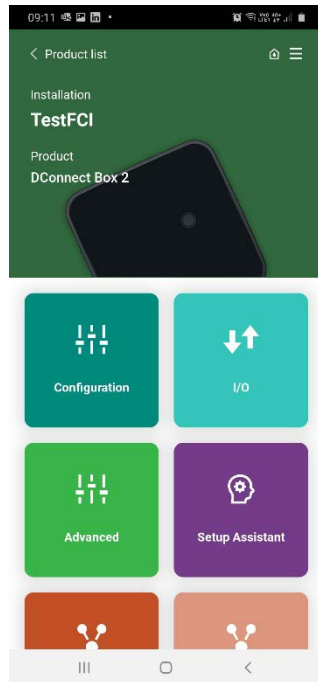 09:11
Product list
Installation
TestFCI
Product
DConnect Box 2
Configuration
I/O
Advanced
Setup Assistant